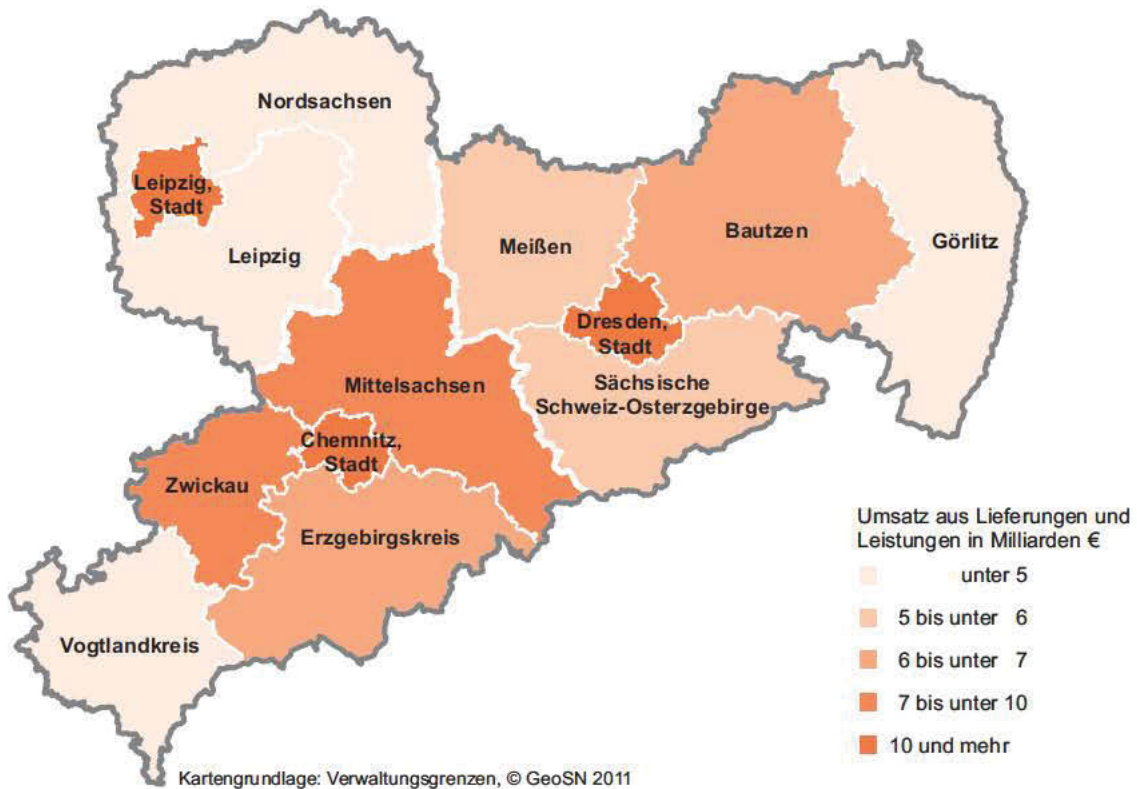 Nordsachsen
Leipzig,
Stadt
Leipzig
Meißen
Bautzen
Görlitz
Dresden,
Stadt
Mittelsachsen
Sächsische
Schweiz-Osterzgebirge
Chemnitz,
Stadt
Zwickau
Erzgebirgskreis
Vogtlandkreis
Umsatz aus Lieferungen und
Leistungen in Milliarden €
unter 5
5 bis unter 6
6 bis unter 7
7 bis unter 10
10 und mehr
Kartengrundlage: Verwaltungsgrenzen, © GeoSN 2011